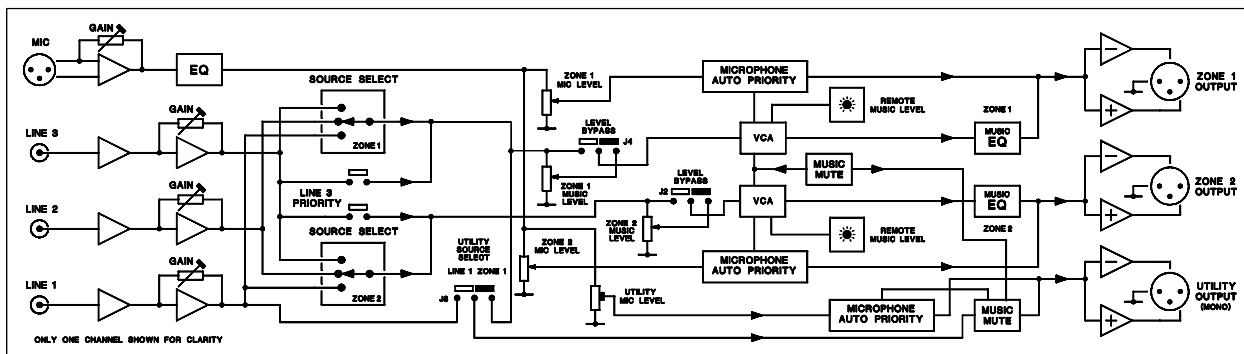 GAIN
MIC
EQ
SOURCE SELECT
ZONE 1
MIC LEVEL
MICROPHONE
AUTO PRIORITY
REMOTE
MUSIC LEVEL
ZONE 1
OUTPUT
GAIN
LINE 3
ZONE 1
LEVEL
BYPASS
J4
VCA
ZONE 1
MUSIC
EQ
ZONE 1
MUSIC
LEVEL
MUSIC
MUTE
LINE 3
PRIORITY
GAIN
LINE 2
LEVEL
BYPASS
J2
VCA
MUSIC
EQ
ZONE 2
ZONE 2
OUTPUT
SOURCE SELECT
ZONE 2
MUSIC
LEVEL
REMOTE
MUSIC LEVEL
UTILITY
SOURCE
SELECT
LINE 1 ZONE 1
ZONE 2
MIC LEVEL
MICROPHONE
AUTO PRIORITY
GAIN
LINE 1
ZONE 2
UTILITY
MIC LEVEL
MICROPHONE
AUTO PRIORITY
MUSIC
MUTE
UTILITY
OUTPUT
(MONO)
ONLY ONE CHANNEL SHOWN FOR CLARITY